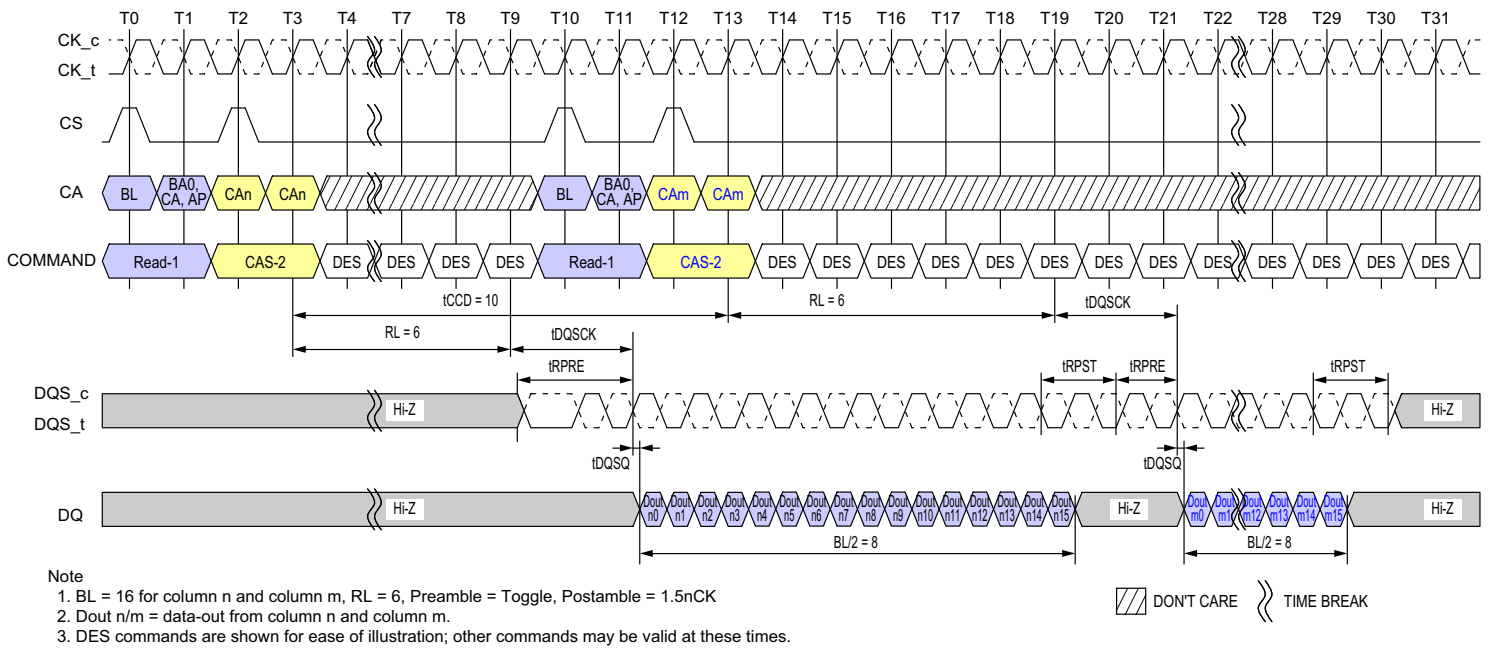 T0 T1 T2 T3 T4 T7 T8 T9 T10 T11 T12 T13 T14 T15 T16 T17 T18 T19 T20 T21 T22 T28 T29 T30 T31
CK_c
CK_t
CS
CA BL BA0, CA, AP CAn CAn BL BA0, CA, AP CAm CAm
COMMAND Read-1 CAS-2 DES DES DES DES Read-1 CAS-2 DES DES DES DES DES DES DES DES DES DES DES DES DES
tCCD = 10 RL = 6 tDQSCK
RL = 6 tDQSCK
tRPRE tRPST tRPRE tRPST
DQS_c
DQS_t
Hi-Z Hi-Z
tDQSQ tDQSQ
DQ Hi-Z Dout n0 Dout n1 Dout n2 Dout n3 Dout n4 Dout n5 Dout n6 Dout n7 Dout n8 Dout n9 Dout n10 Dout n11 Dout n12 Dout n13 Dout n14 Dout n15 Hi-Z Dout m0 Dout m1 Dout m12 Dout m13 Dout m14 Dout m15 Hi-Z
BL/2 = 8 BL/2 = 8
Note
1. BL = 16 for column n and column m, RL = 6, Preamble = Toggle, Postamble = 1.5nCK
2. Dout n/m = data-out from column n and column m.
3. DES commands are shown for ease of illustration; other commands may be valid at these times.
DON'T CARE TIME BREAK